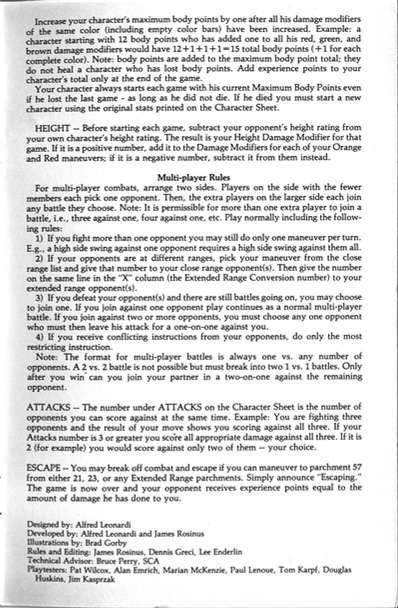 Increase your character's maximum body points by one after all his damage modifiers
of the same color (including empty color bars) have been increased. Example: a
character starting with 12 body points who has added one to all his red, green, and
brown damage modifiers would have 12+1+1+1=15 total body points (+1 for each
complete color). Note: body points are added to the maximum body point total; they
do not heal a character who has lost body points. Add experience points to your
character's total only at the end of the game.
Your character always starts each game with his current Maximum Body Points even
if he lost the last game - as long as he did not die. If he died you must start a new
character using the original stats printed on the Character Sheet.
HEIGHT — Before starting each game, subtract your opponent's height rating from
your own character's height rating. The result is your Height Damage Modifier for that
game. If it is a positive number, add it to the Damage Modifiers for each of your Orange
and Red maneuvers; if it is a negative number, subtract it from them instead.
Multi-player Rules
For multi-player combats, arrange two sides. Players on the side with the fewer
members each pick one opponent. Then, the extra players on the larger side each join
any battle they choose. Note: It is permissible for more than one extra player to join a
battle, i.e., three against one, four against one, etc. Play normally including the follow-
ing rules:
1) If you fight more than one opponent you may still do only one maneuver per turn.
E.g., a high side swing against one opponent requires a high side swing against them all.
2) If your opponents are at different ranges, pick your maneuver from the close
range list and give that number to your close range opponent(s). Then give the number
on the same line in the "X" column (the Extended Range Conversion number) to your
extended range opponent(s).
3) If you defeat your opponent(s) and there are still battles going on, you may choose
to join one. If you join against one opponent play continues as a normal multi-player
battle. If you join against two or more opponents, you must choose any one opponent
who must then leave his attack for a one-on-one against you.
4) If you receive conflicting instructions from your opponents, do only the most
restricting instruction.
Note: The format for multi-player battles is always one vs. any number of
opponents. A 2 vs. 2 battle is not possible but must break into two 1 vs. 1 battles. Only
after you win can you join your partner in a two-on-one against the remaining
opponent.
ATTACKS — The number under ATTACKS on the Character Sheet is the number of
opponents you can score against at the same time. Example: You are fighting three
opponents and the result of your move shows you scoring against all three. If your
Attacks number is 3 or greater you score all appropriate damage against all three. If it is
2 (for example) you would score against only two of them — your choice.
ESCAPE — You may break off combat and escape if you can maneuver to parchment 57
from either 21, 23, or any Extended Range parchments. Simply announce "Escaping."
The game is now over and your opponent receives experience points equal to the
amount of damage he has done to you.
Designed by: Alfred Leonardi
Developed by: Alfred Leonardi and James Rosinus
Illustrations by: Brad Gorby
Rules and Editing: James Rosinus, Dennis Greci, Lee Enderlin
Technical Advisor: Bruce Perry, SCA
Playtesters: Pat Wilcox, Alan Emrich, Marian McKenzie, Paul Lenoue, Tom Karpf, Douglas
Huskins, Jim Kasprzak